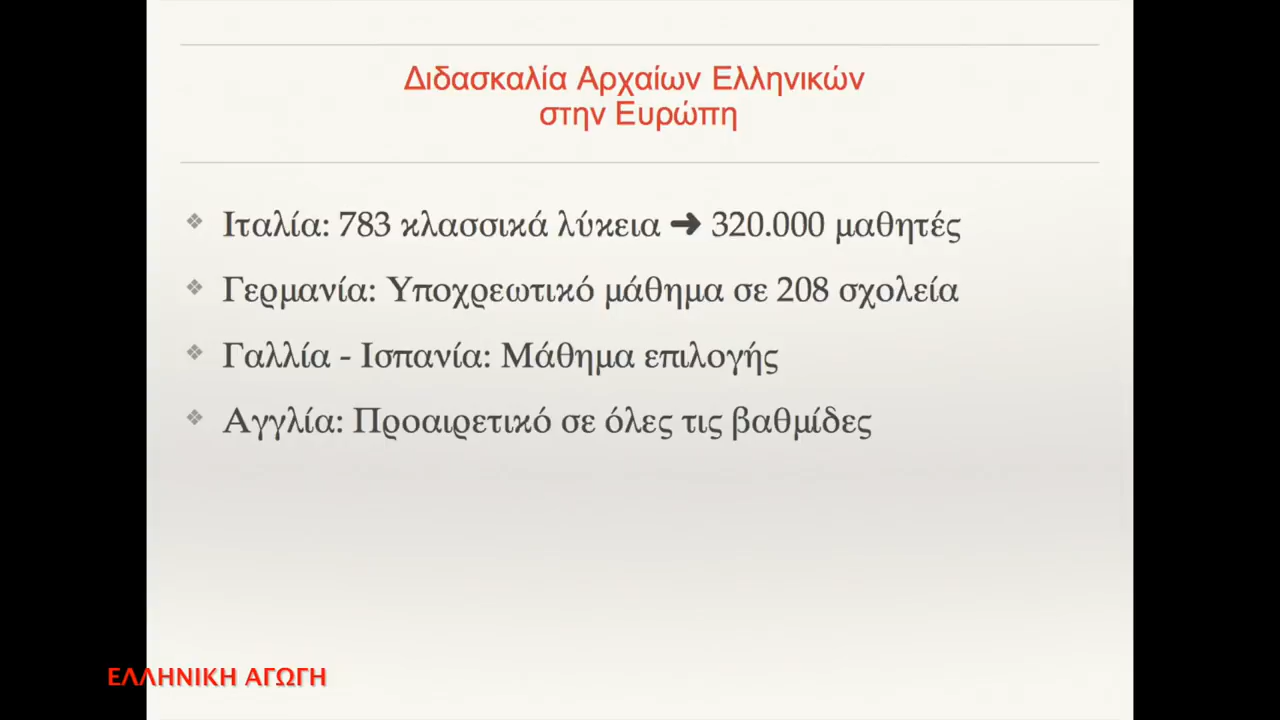 Διδασκαλία Αρχαίων Ελληνικών
στην Ευρώπη
❖ Ιταλία: 783 κλασσικά λύκεια ➜ 320.000 μαθητές
❖ Γερμανία: Υποχρεωτικό μάθημα σε 208 σχολεία
❖ Γαλλία - Ισπανία: Μάθημα επιλογής
❖ Αγγλία: Προαιρετικό σε όλες τις βαθμίδες
ΕΛΛΗΝΙΚΗ ΑΓΩΓΗ